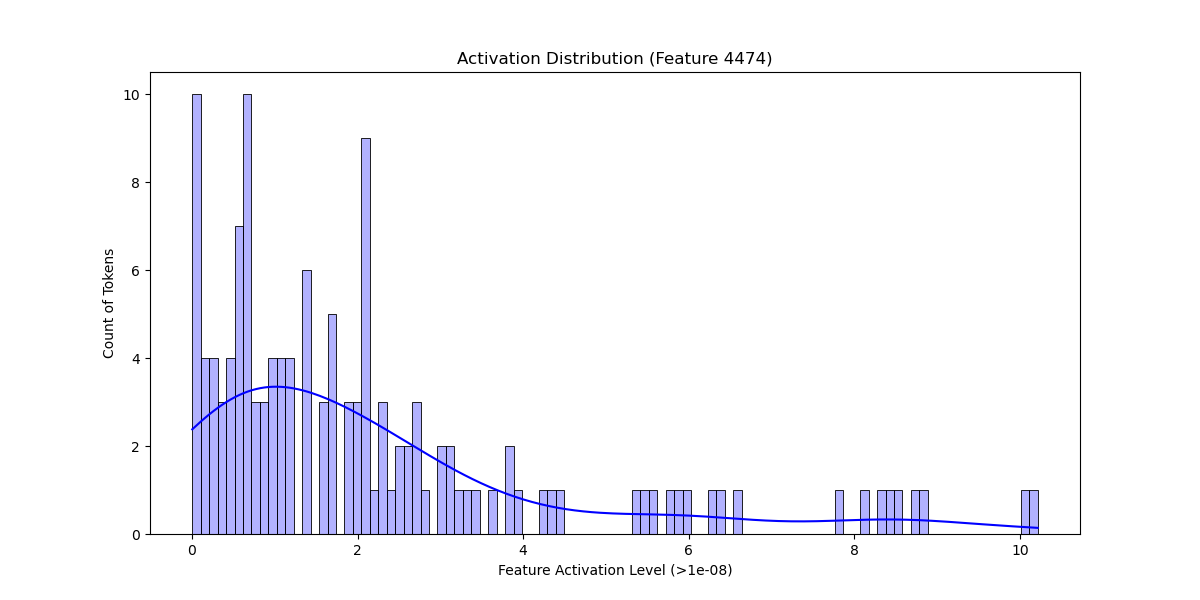 Activation Distribution (Feature 4474)
Count of Tokens
10
8
6
4
2
0
0 2 4 6 8 10
Feature Activation Level (>1e-08)